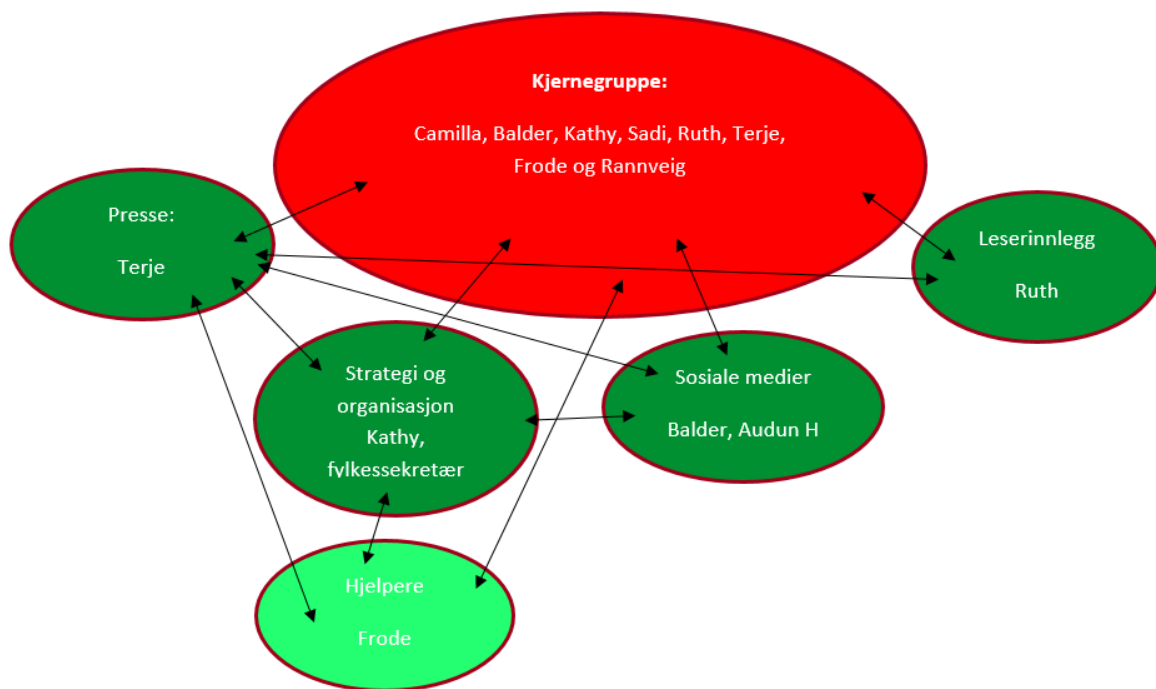 Kjernegruppe:
Camilla, Balder, Kathy, Sadi, Ruth, Terje,
Frode og Rannveig
Presse:
Terje
Leserinnlegg
Ruth
Strategi og
organisasjon
Kathy,
fylkessekretær
Sosiale medier
Balder, Audun H
Hjelpere
Frode